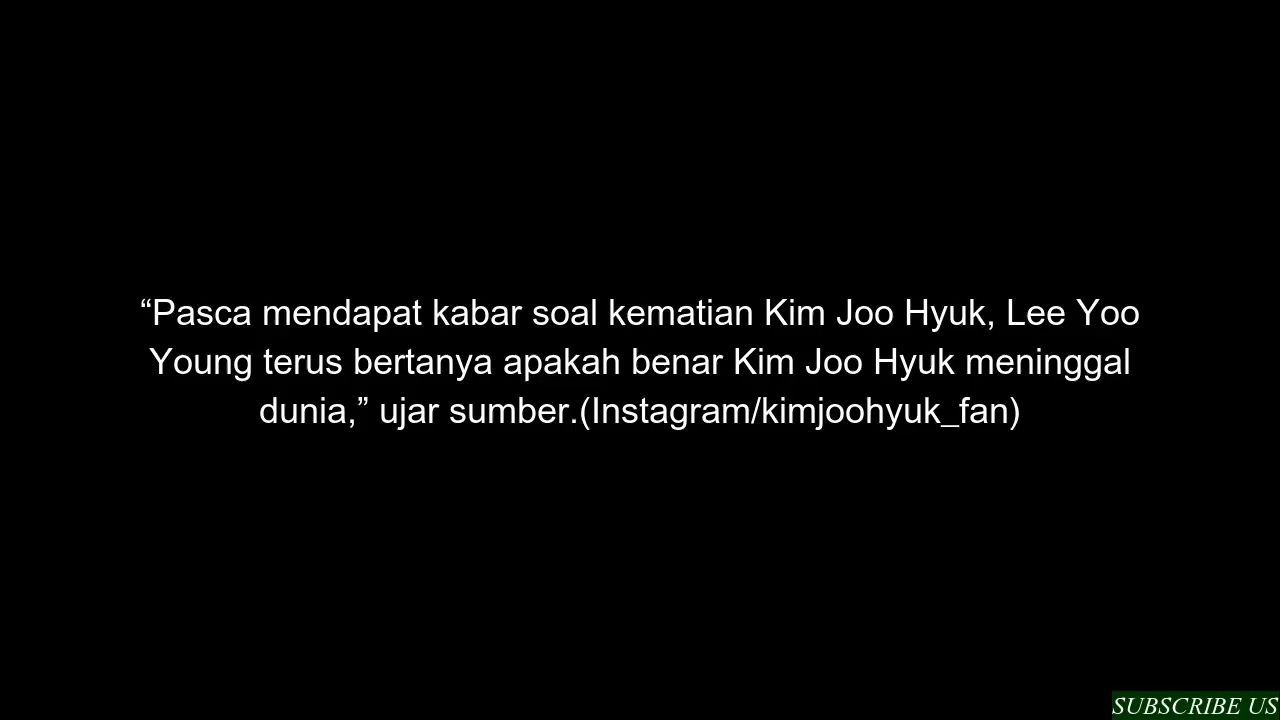 “Pasca mendapat kabar soal kematian Kim Joo Hyuk, Lee Yoo
Young terus bertanya apakah benar Kim Joo Hyuk meninggal
dunia,” ujar sumber.(Instagram/kimjoohyuk_fan)
SUBSCRIBE US